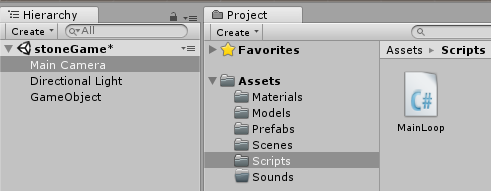 Hierarchy
Create
All
stoneGame*
Main Camera
Directional Light
GameObject
Project
Create
Favorites
Assets
Materials
Models
Prefabs
Scenes
Scripts
Sounds
Assets Scripts
C#
MainLoop